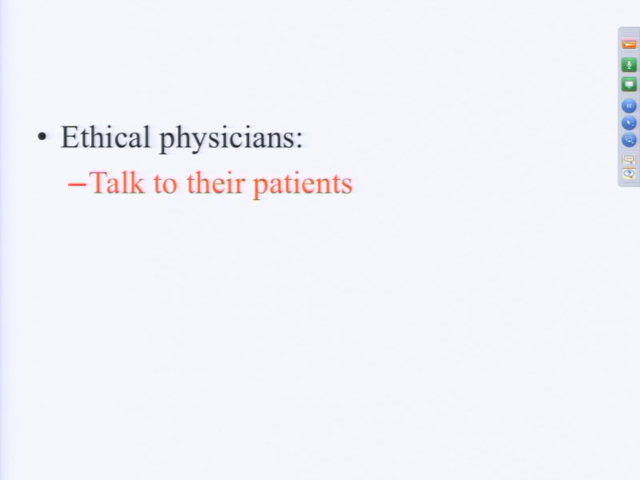 • Ethical physicians:
–Talk to their patients